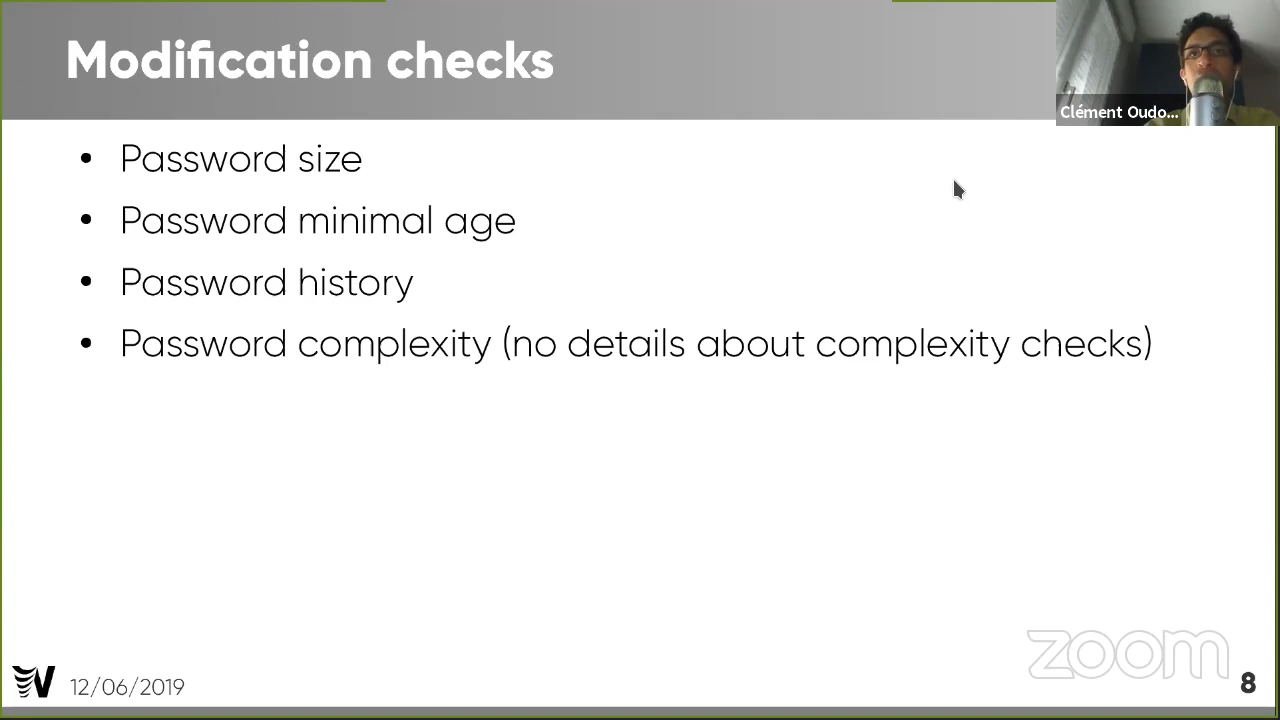 Modification checks
Clément Oudo...
• Password size
• Password minimal age
• Password history
• Password complexity (no details about complexity checks)
zoom
12/06/2019
8